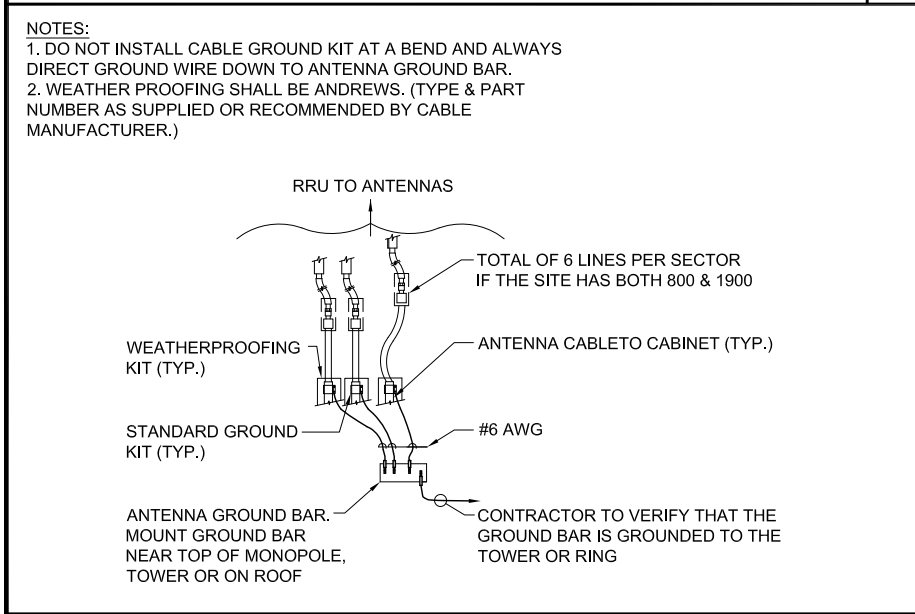 NOTES:
1. DO NOT INSTALL CABLE GROUND KIT AT A BEND AND ALWAYS
DIRECT GROUND WIRE DOWN TO ANTENNA GROUND BAR.
2. WEATHER PROOFING SHALL BE ANDREWS. (TYPE & PART
NUMBER AS SUPPLIED OR RECOMMENDED BY CABLE
MANUFACTURER.)
RRU TO ANTENNAS
TOTAL OF 6 LINES PER SECTOR
IF THE SITE HAS BOTH 800 & 1900
WEATHERPROOFING
KIT (TYP.)
ANTENNA CABLETO CABINET (TYP.)
STANDARD GROUND
KIT (TYP.)
#6 AWG
ANTENNA GROUND BAR.
MOUNT GROUND BAR
NEAR TOP OF MONOPOLE,
TOWER OR ON ROOF
CONTRACTOR TO VERIFY THAT THE
GROUND BAR IS GROUNDED TO THE
TOWER OR RING